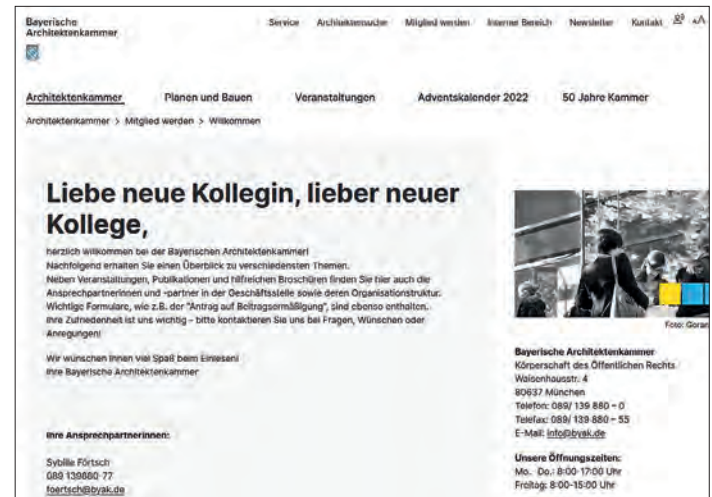 Bayerische
Architektenkammer
Service Architektensuche Mitglied werden Interner Bereich Newsletter Kontakt
Architektenkammer Planen und Bauen Veranstaltungen Adventskalender 2022 50 Jahre Kammer
Architektenkammer > Mitglied werden > Willkommen
Liebe neue Kollegin, lieber neuer
Kollege,
herzlich willkommen bei der Bayerischen Architektenkammer!
Nachfolgend erhalten Sie einen Überblick zu verschiedensten Themen.
Neben Veranstaltungen, Publikationen und hilfreichen Broschüren finden Sie hier auch die
Ansprechpartnerinnen und -partner in der Geschäftsstelle sowie deren Organisationstruktur.
Wichtige Formulare, wie z.B. der "Antrag auf Beitragsermäßigung", sind ebenso enthalten.
Ihre Zufriedenheit ist uns wichtig – bitte kontaktieren Sie uns bei Fragen, Wünschen oder
Anregungen!
Wir wünschen Ihnen viel Spaß beim Einlesen!
Ihre Bayerische Architektenkammer
Ihre Ansprechpartnerinnen:
Sybille Förtsch
089 139880-77
foertsch@byak.de
Foto: Goran
Bayerische Architektenkammer
Körperschaft des Öffentlichen Rechts
Waisenhausstr. 4
80637 München
Telefon: 089/ 139 880 – 0
Telefax: 089/ 139 880 – 55
E-Mail: info@byak.de
Unsere Öffnungszeiten:
Mo. Do.: 8:00-17:00 Uhr
Freitag: 8:00-15:00 Uhr